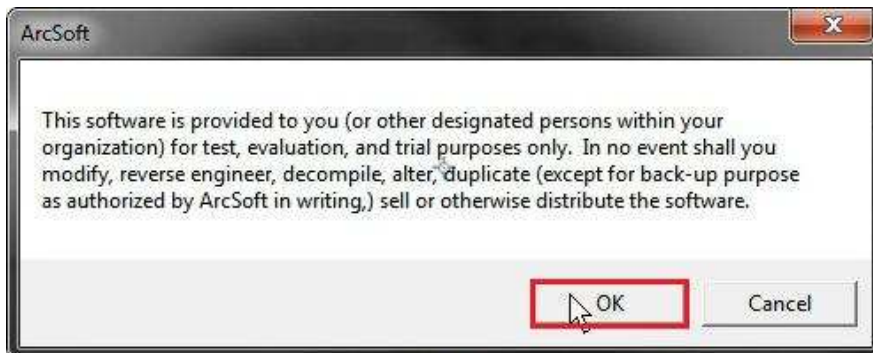 ArcSoft
This software is provided to you (or other designated persons within your
organization) for test, evaluation, and trial purposes only. In no event shall you
modify, reverse engineer, decompile, alter, duplicate (except for back-up purpose
as authorized by ArcSoft in writing,) sell or otherwise distribute the software.
OK
Cancel